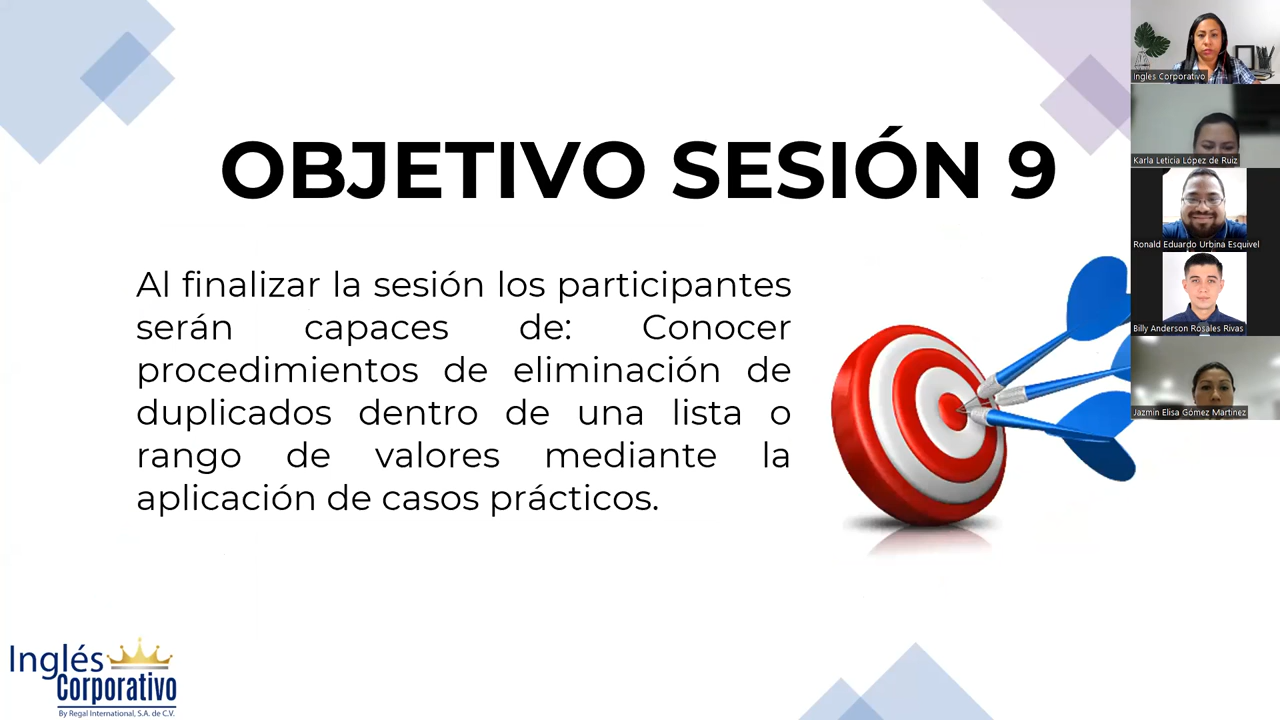 OBJETIVO SESIÓN 9
Al finalizar la sesión los participantes
serán capaces de: Conocer
procedimientos de eliminación de
duplicados dentro de una lista o
rango de valores mediante la
aplicación de casos prácticos.
Inglés
Corporativo
By Regal International, S.A. de C.V.
Ingles Corporativo
Karla Leticia López de Ruiz
Ronald Eduardo Urbina Esquivel
Billy Anderson Rosales Rivas
Jazmin Elisa Gómez Martinez